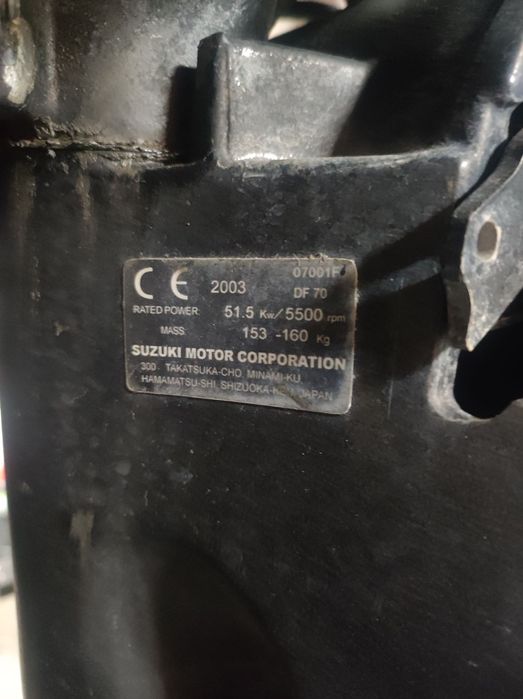 CE 2003 07001F
DF 70
RATED POWER: 51.5 Kw/5500 rpm
MASS: 153 -160 Kg
SUZUKI MOTOR CORPORATION
300 TAKATSUKA-CHO, MINAMI-KU
HAMAMATSU-SHI, SHIZUOKA-KEN, JAPAN